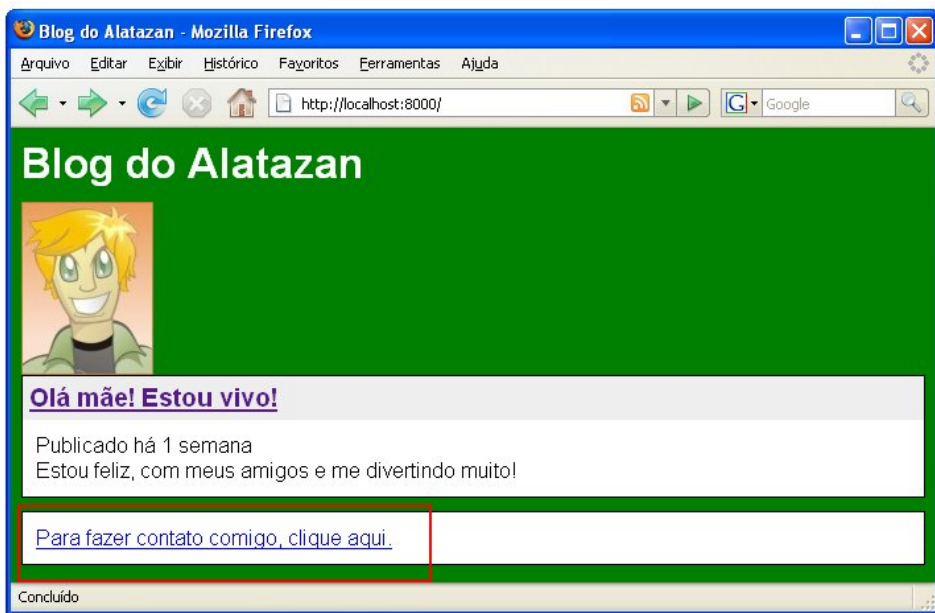 Blog do Alatazan - Mozilla Firefox
Arquivo Editar Exibir Histórico Favoritos Ferramentas Ajuda
http://localhost:8000/ G Google
Blog do Alatazan
Olá mãe! Estou vivo!
Publicado há 1 semana
Estou feliz, com meus amigos e me divertindo muito!
Para fazer contato comigo, clique aqui.
Concluído